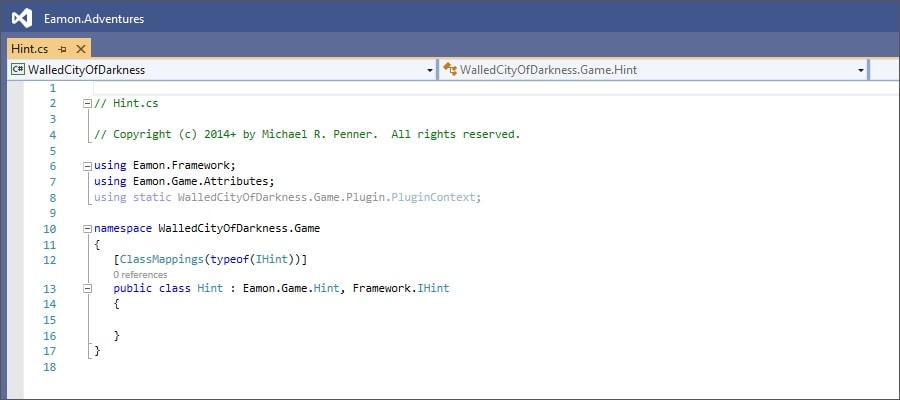 Eamon.Adventures
Hint.cs
C# WalledCityOfDarkness WalledCityOfDarkness.Game.Hint
1
2 // Hint.cs
3
4 // Copyright (c) 2014+ by Michael R. Penner.  All rights reserved.
5
6 using Eamon.Framework;
7 using Eamon.Game.Attributes;
8 using static WalledCityOfDarkness.Game.Plugin.PluginContext;
9
10 namespace WalledCityOfDarkness.Game
11 {
12 [ClassMappings(typeof(IHint))]
0 references
13 public class Hint : Eamon.Game.Hint, Framework.IHint
14 {
15
16 }
17 }
18